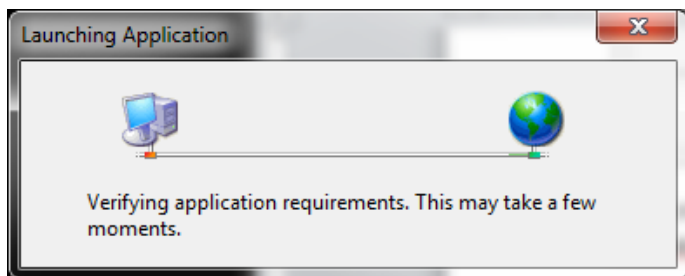 Launching Application
Verifying application requirements. This may take a few
moments.